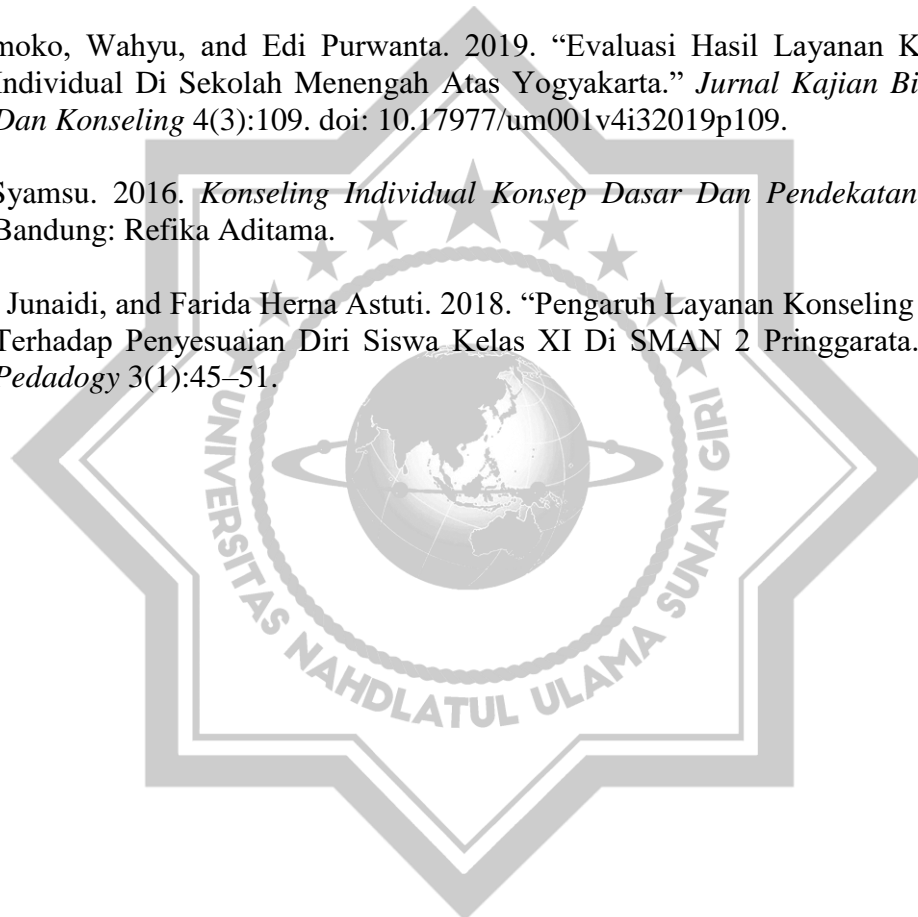 moko, Wahyu, and Edi Purwanta. 2019. “Evaluasi Hasil Layanan K
Individual Di Sekolah Menengah Atas Yogyakarta.” Jurnal Kajian Bi
Dan Konseling 4(3):109. doi: 10.17977/um001v4i32019p109.
Syamsu. 2016. Konseling Individual Konsep Dasar Dan Pendekatan
Bandung: Refika Aditama.
Junaidi, and Farida Herna Astuti. 2018. “Pengaruh Layanan Konseling
Terhadap Penyesuaian Diri Siswa Kelas XI Di SMAN 2 Pringgarata.
Pedadogy 3(1):45–51.
UNIVERSITAS NAHDLATUL ULAMA SUNAN GIRI